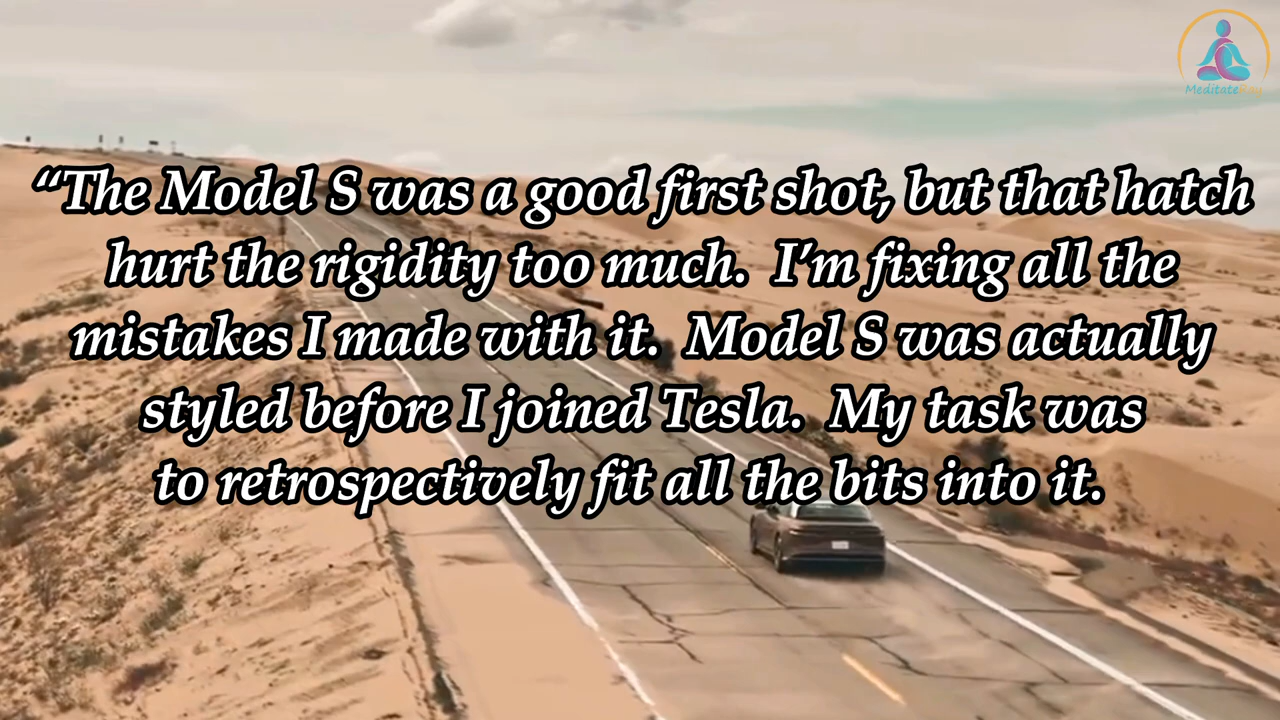 MeditateRay
“The Model S was a good first shot, but that hatch
hurt the rigidity too much.  I’m fixing all the
mistakes I made with it.  Model S was actually
styled before I joined Tesla.  My task was
to retrospectively fit all the bits into it.